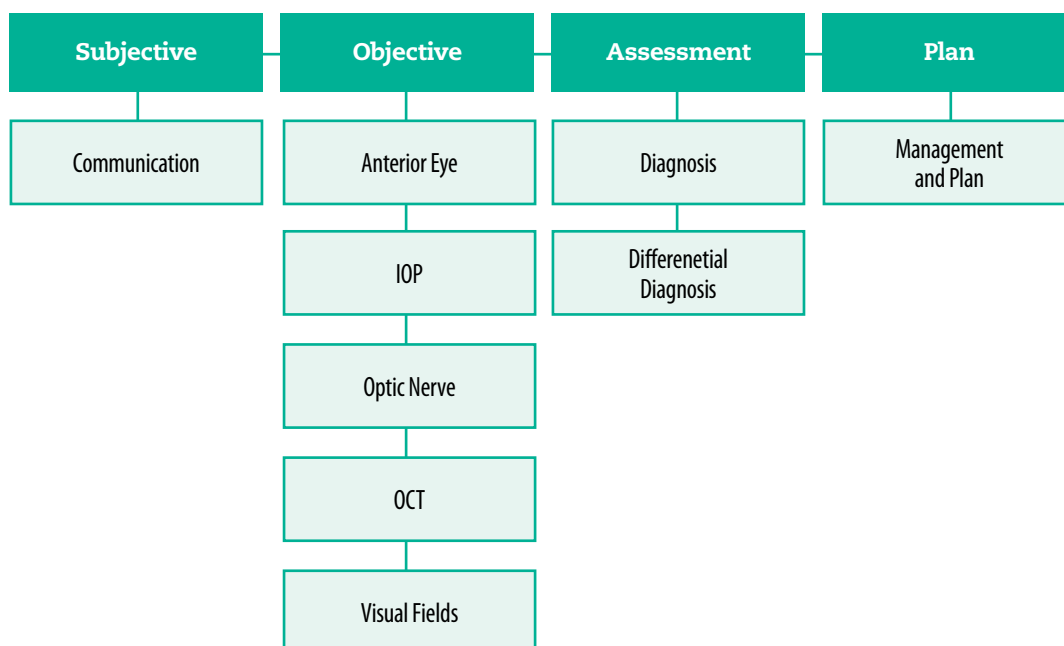 Subjective
Communication
Objective
Anterior Eye
IOP
Optic Nerve
OCT
Visual Fields
Assessment
Diagnosis
Differenetial
Diagnosis
Plan
Management
and Plan